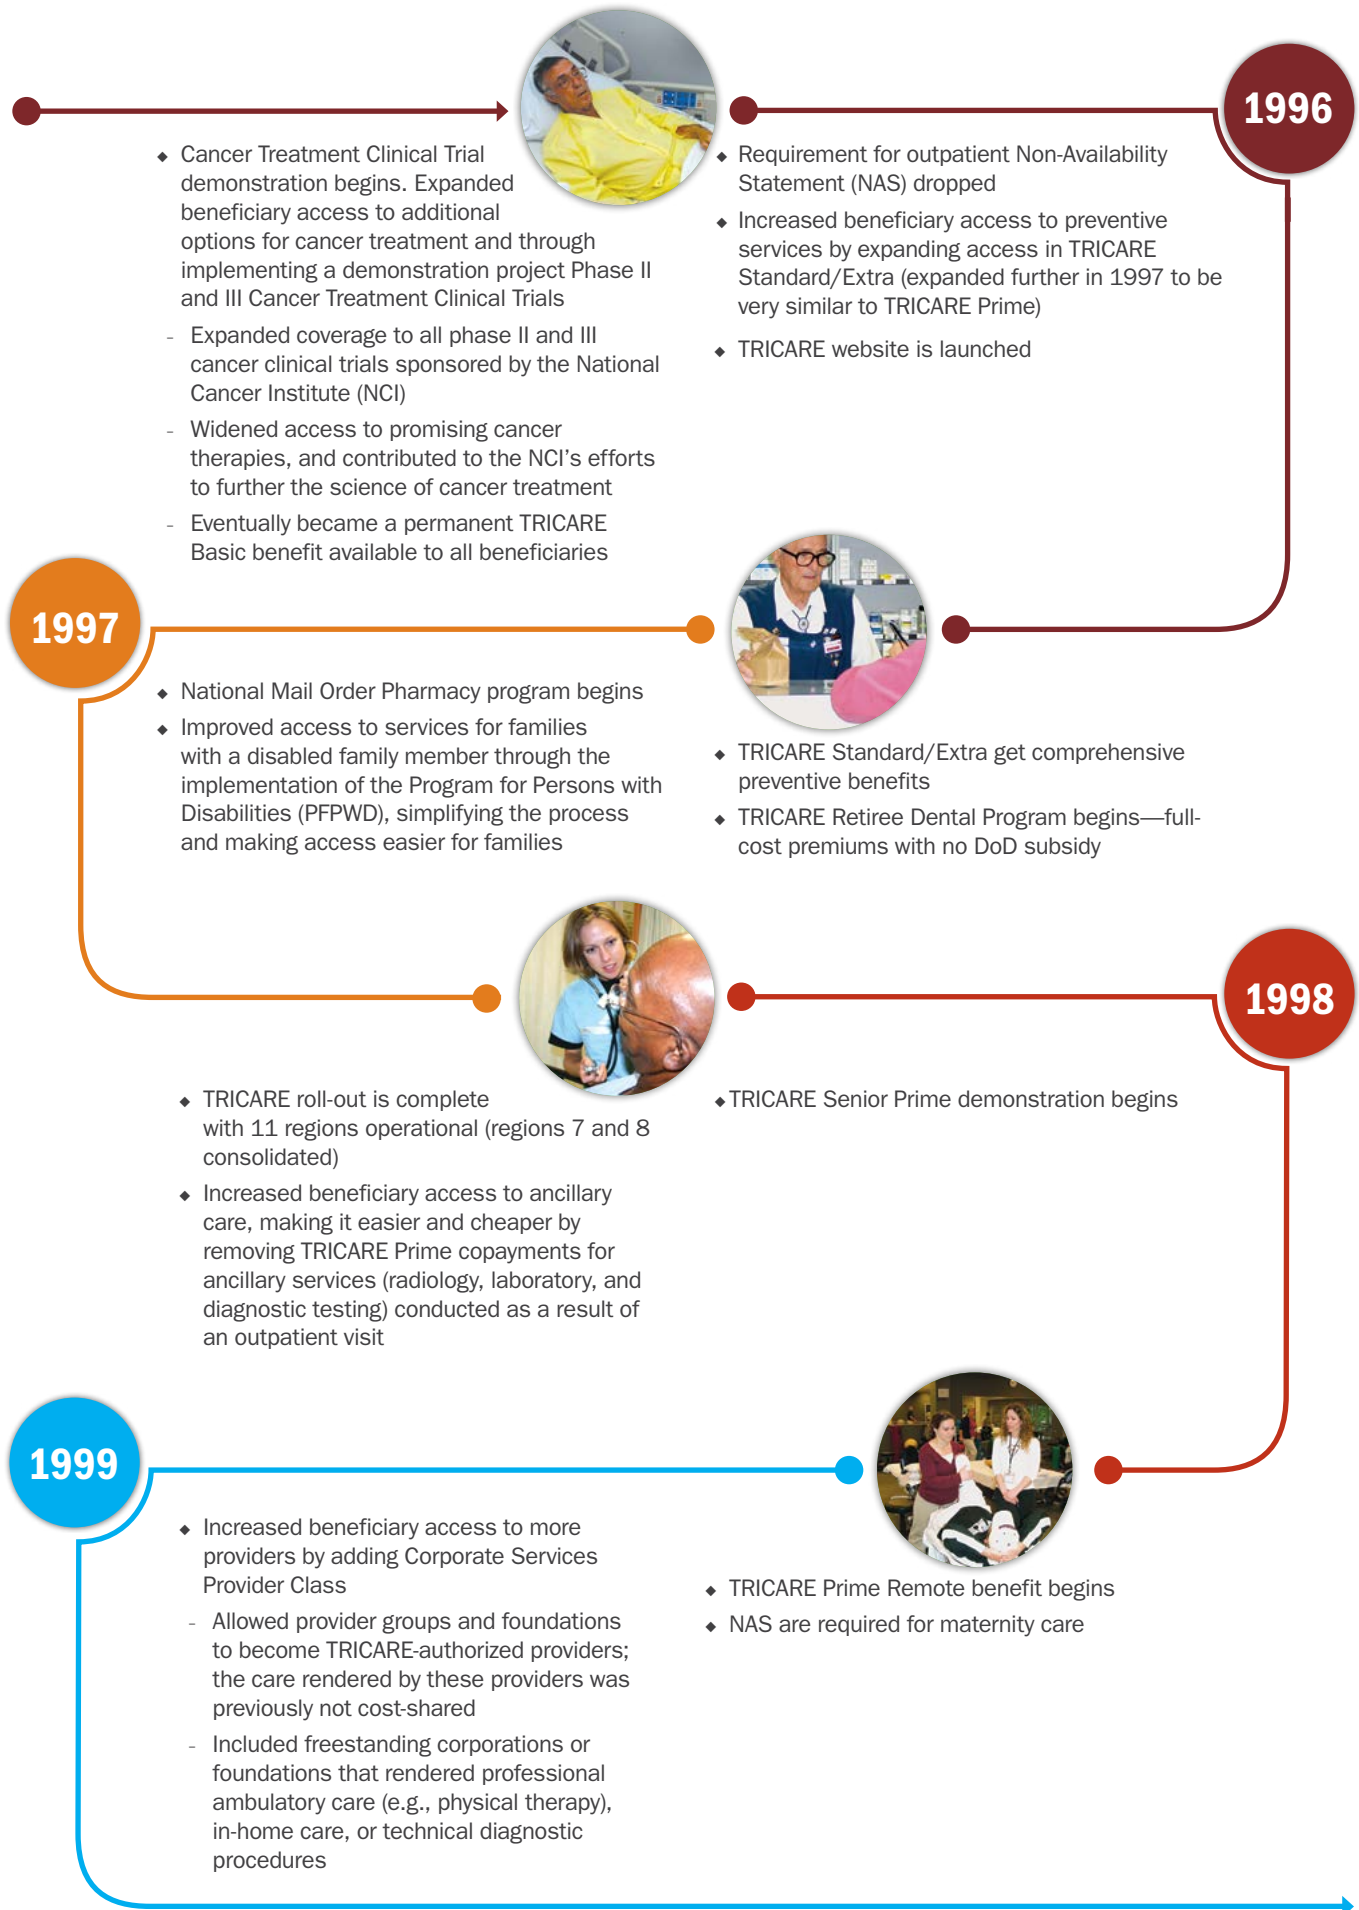 1996
◆ Cancer Treatment Clinical Trial
demonstration begins. Expanded
beneficiary access to additional
options for cancer treatment and through
implementing a demonstration project Phase II
and III Cancer Treatment Clinical Trials
- Expanded coverage to all phase II and III
cancer clinical trials sponsored by the National
Cancer Institute (NCI)
- Widened access to promising cancer
therapies, and contributed to the NCI's efforts
to further the science of cancer treatment
- Eventually became a permanent TRICARE
Basic benefit available to all beneficiaries
◆ Requirement for outpatient Non-Availability
Statement (NAS) dropped
◆ Increased beneficiary access to preventive
services by expanding access in TRICARE
Standard/Extra (expanded further in 1997 to be
very similar to TRICARE Prime)
◆ TRICARE website is launched
1997
◆ National Mail Order Pharmacy program begins
◆ Improved access to services for families
with a disabled family member through the
implementation of the Program for Persons with
Disabilities (PFPWD), simplifying the process
and making access easier for families
◆ TRICARE Standard/Extra get comprehensive
preventive benefits
◆ TRICARE Retiree Dental Program begins—full-
cost premiums with no DoD subsidy
1998
◆ TRICARE roll-out is complete
with 11 regions operational (regions 7 and 8
consolidated)
◆ Increased beneficiary access to ancillary
care, making it easier and cheaper by
removing TRICARE Prime copayments for
ancillary services (radiology, laboratory, and
diagnostic testing) conducted as a result of
an outpatient visit
◆ TRICARE Senior Prime demonstration begins
1999
◆ Increased beneficiary access to more
providers by adding Corporate Services
Provider Class
- Allowed provider groups and foundations
to become TRICARE-authorized providers;
the care rendered by these providers was
previously not cost-shared
- Included freestanding corporations or
foundations that rendered professional
ambulatory care (e.g., physical therapy),
in-home care, or technical diagnostic
procedures
◆ TRICARE Prime Remote benefit begins
◆ NAS are required for maternity care